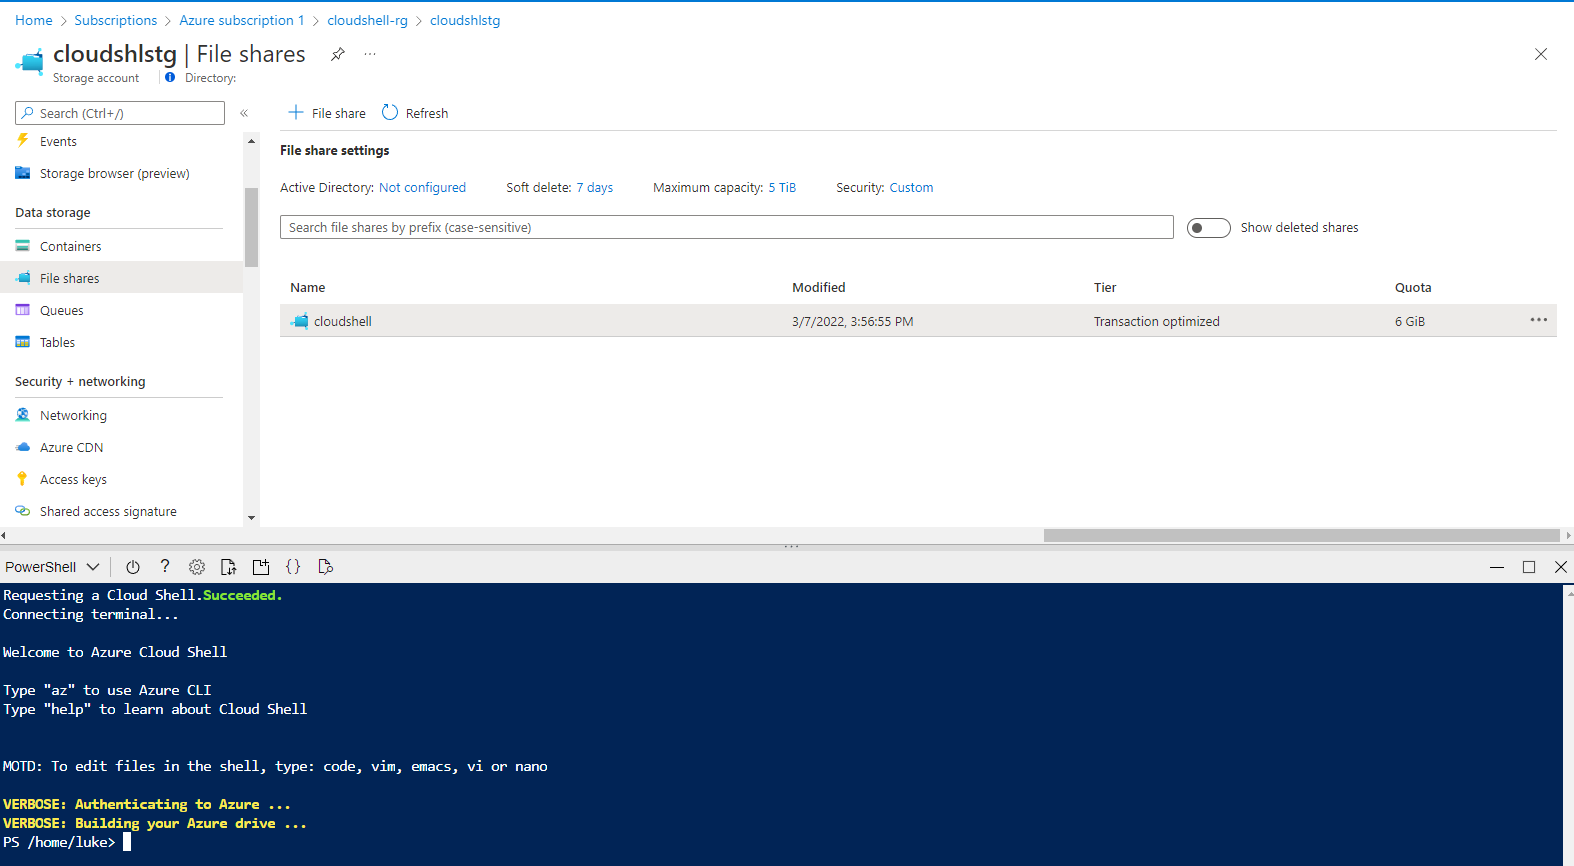 Home > Subscriptions > Azure subscription 1 > cloudshell-rg > cloudshlstg
cloudshlstg | File shares ...
Storage account Directory:
Search (Ctrl+/) «
Events
Storage browser (preview)
Data storage
Containers
File shares
Queues
Tables
Security + networking
Networking
Azure CDN
Access keys
Shared access signature
+ File share Refresh
File share settings
Active Directory: Not configured Soft delete: 7 days Maximum capacity: 5 TiB Security: Custom
Search file shares by prefix (case-sensitive) Show deleted shares
Name Modified Tier Quota
cloudshell 3/7/2022, 3:56:55 PM Transaction optimized 6 GiB ...
PowerShell ? {}
Requesting a Cloud Shell.Succeeded.
Connecting terminal...
Welcome to Azure Cloud Shell
Type "az" to use Azure CLI
Type "help" to learn about Cloud Shell
MOTD: To edit files in the shell, type: code, vim, emacs, vi or nano
VERBOSE: Authenticating to Azure ...
VERBOSE: Building your Azure drive ...
PS /home/luke>